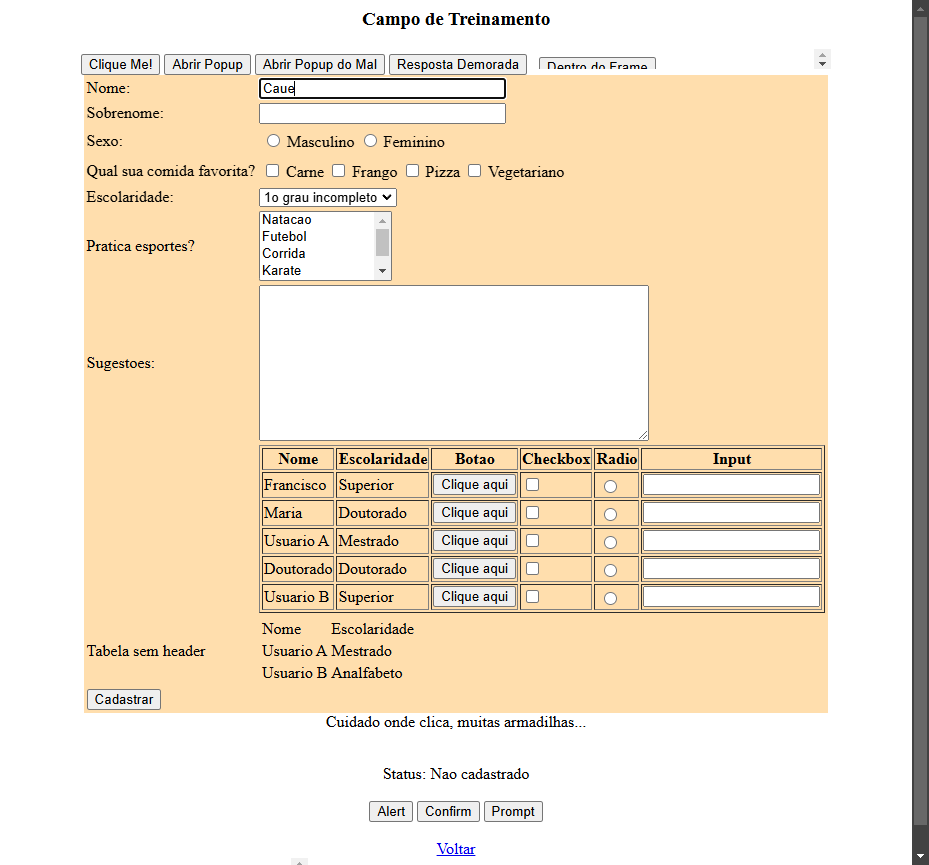 Campo de Treinamento
Clique Me! Abrir Popup Abrir Popup do Mal Resposta Demorada Dentro do Frame
Nome: Caue
Sobrenome:
Sexo: Masculino Feminino
Qual sua comida favorita? Carne Frango Pizza Vegetariano
Escolaridade: 1o grau incompleto
Natacao
Futebol
Pratica esportes?
Corrida
Karate
Sugestoes:
Nome Escolaridade Botao Checkbox Radio Input
Francisco Superior Clique aqui
Maria Doutorado Clique aqui
Usuario A Mestrado Clique aqui
Doutorado Doutorado Clique aqui
Usuario B Superior Clique aqui
Nome Escolaridade
Tabela sem header Usuario A Mestrado
Usuario B Analfabeto
Cadastrar
Cuidado onde clica, muitas armadilhas...
Status: Nao cadastrado
Alert Confirm Prompt
Voltar